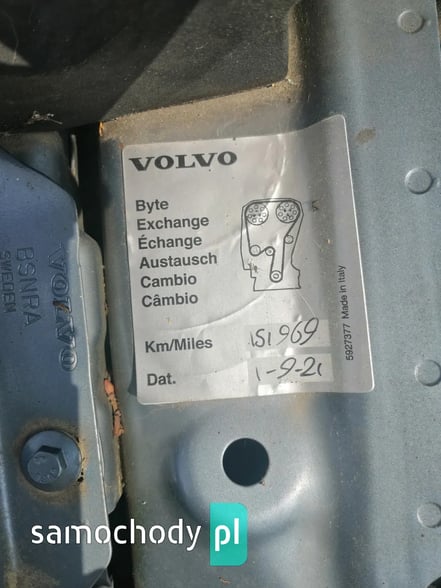 VOLVO
Byte
Exchange
Échange
Austausch
Cambio
Câmbio
Km/Miles 151969
Dat. 1-9-21
5927377 Made in Italy
VOLVO
BSNRA
SWEDEN
samochody pl